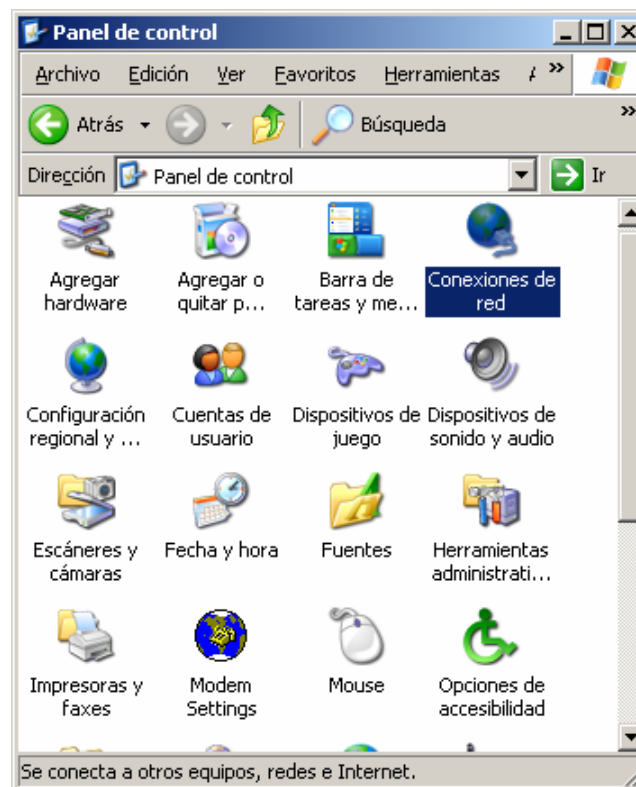 Panel de control
Archivo Edición Ver Favoritos Herramientas
Atrás Búsqueda
Dirección Panel de control Ir
Agregar hardware
Agregar o quitar p...
Barra de tareas y me...
Conexiones de red
Configuración regional y ...
Cuentas de usuario
Dispositivos de juego
Dispositivos de sonido y audio
Escáneres y cámaras
Fecha y hora
Fuentes
Herramientas administrati...
Impresoras y faxes
Modem Settings
Mouse
Opciones de accesibilidad
Se conecta a otros equipos, redes e Internet.